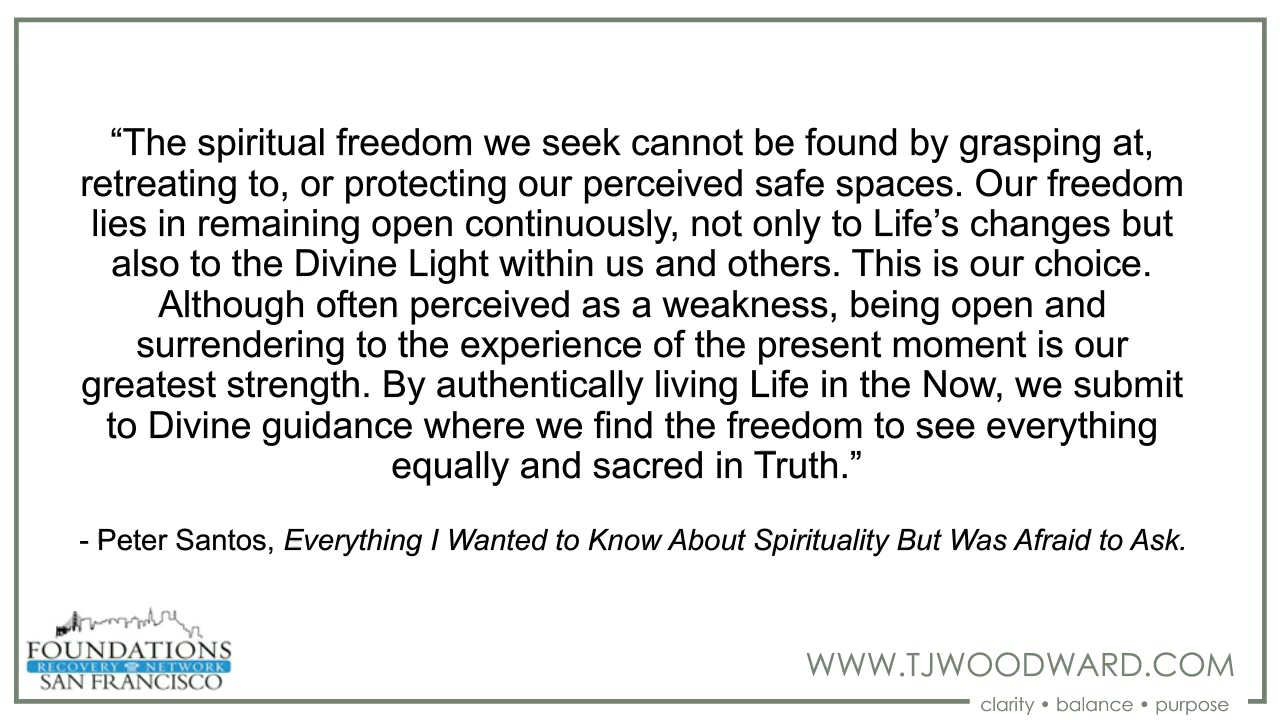 “The spiritual freedom we seek cannot be found by grasping at,
retreating to, or protecting our perceived safe spaces. Our freedom
lies in remaining open continuously, not only to Life’s changes but
also to the Divine Light within us and others. This is our choice.
Although often perceived as a weakness, being open and
surrendering to the experience of the present moment is our
greatest strength. By authentically living Life in the Now, we submit
to Divine guidance where we find the freedom to see everything
equally and sacred in Truth.”
- Peter Santos, Everything I Wanted to Know About Spirituality But Was Afraid to Ask.
FOUNDATIONS
RECOVERY NETWORK
SAN FRANCISCO
WWW.TJWOODWARD.COM
clarity • balance • purpose